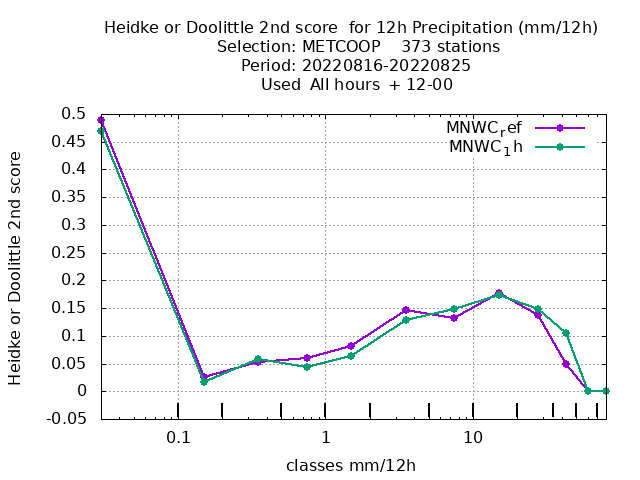 Heidke or Doolittle 2nd score  for 12h Precipitation (mm/12h)
Selection: METCOOP    373 stations
Period: 20220816-20220825
Used  All hours  + 12-00
MNWCref
MNWC1h
Heidke or Doolittle 2nd score
0.5
0.45
0.4
0.35
0.3
0.25
0.2
0.15
0.1
0.05
0
-0.05
0.1 1 10
classes mm/12h